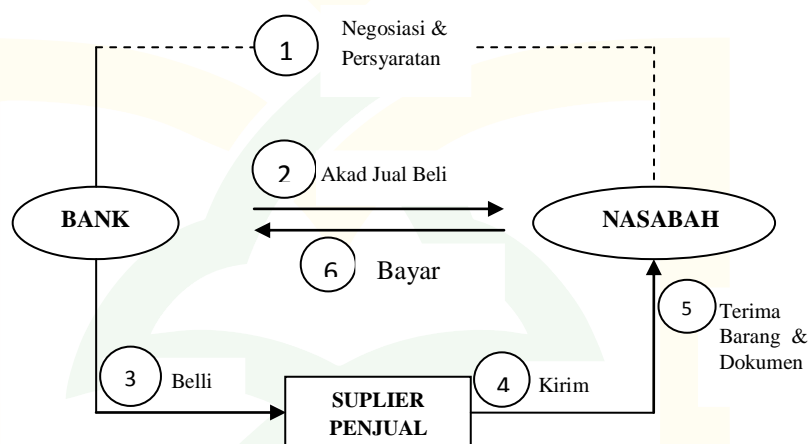 1
Negosiasi &
Persyaratan
2
Akad Jual Beli
BANK
NASABAH
6
Bayar
5
Terima
Barang &
Dokumen
3
Belli
4
Kirim
SUPLIER
PENJUAL